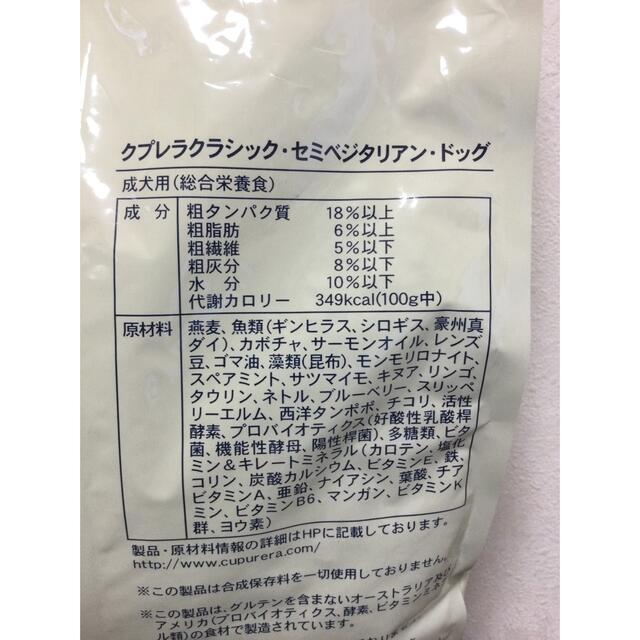 クプレラクラシック・セミベジタリアン・ドッグ
成犬用(総合栄養食)
成 分 粗タンパク質 18%以上
粗脂肪 6%以上
粗繊維 5%以下
粗灰分 8%以下
水 分 10%以下
代謝カロリー 349kcal(100g中)
原材料 燕麦、魚類(ギンヒラス、シロギス、豪州真
ダイ)、カボチャ、サーモンオイル、レンズ
豆、ゴマ油、藻類(昆布)、モンモリロナイト、
スペアミント、サツマイモ、キヌア、リンゴ、
タウリン、ネトル、ブルーベリー、スリッペ
リーエルム、西洋タンポポ、チコリ、活性
酵素、プロバイオティクス(好酸性乳酸桿
菌、機能性酵母、陽性桿菌)、多糖類、ビタ
ミン&キレートミネラル(カロテン、塩化
コリン、炭酸カルシウム、ビタミンE、鉄、
ビタミンA、亜鉛、ナイアシン、葉酸、チア
ミン、ビタミンB6、マンガン、ビタミンK
群、ヨウ素)
製品・原材料情報の詳細はHPに記載しております。
http://www.cupurera.com/
※この製品は合成保存料を一切使用しておりません。
※この製品は、グルテンを含まないオーストラリア及び
アメリカ(プロバイオティクス、酵素、ビタミンミネ
ル類)の食材で製造されています。